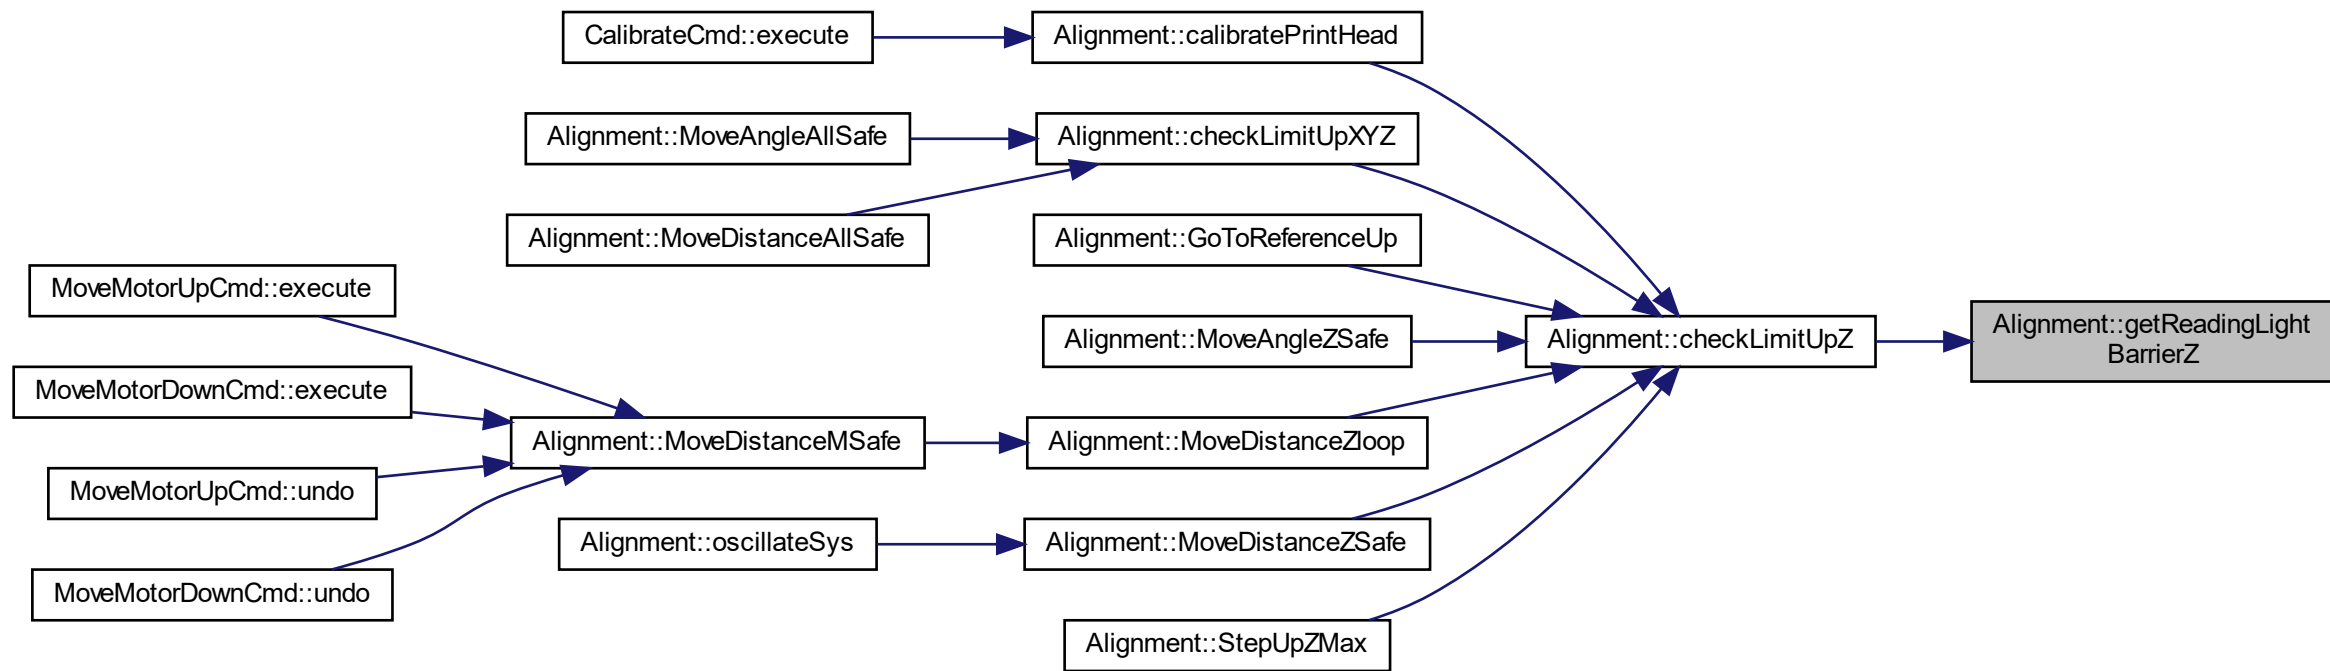 CalibrateCmd::execute
Alignment::calibratePrintHead
Alignment::MoveAngleAllSafe
Alignment::checkLimitUpXYZ
Alignment::MoveDistanceAllSafe
Alignment::GoToReferenceUp
MoveMotorUpCmd::execute
Alignment::MoveAngleZSafe
Alignment::checkLimitUpZ
Alignment::getReadingLight
BarrierZ
MoveMotorDownCmd::execute
Alignment::MoveDistanceMSafe
Alignment::MoveDistanceZloop
MoveMotorUpCmd::undo
Alignment::oscillateSys
Alignment::MoveDistanceZSafe
MoveMotorDownCmd::undo
Alignment::StepUpZMax